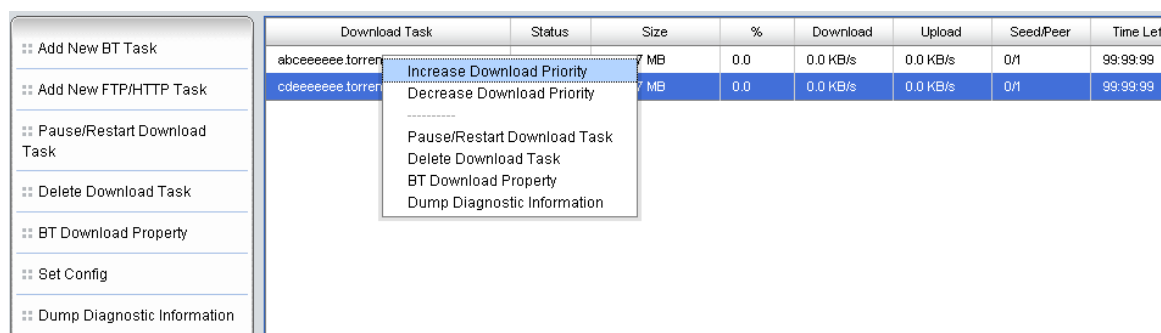 Add New BT Task
Add New FTP/HTTP Task
Pause/Restart Download
Task
Delete Download Task
BT Download Property
Set Config
Dump Diagnostic Information
Download Task Status Size % Download Upload Seed/Peer Time Lef
abceeeeee.torren 7 MB 0.0 0.0 KB/s 0.0 KB/s 0/1 99:99:99
cdeeeeeee.torren 7 MB 0.0 0.0 KB/s 0.0 KB/s 0/1 99:99:99
Increase Download Priority
Decrease Download Priority
----------
Pause/Restart Download Task
Delete Download Task
BT Download Property
Dump Diagnostic Information